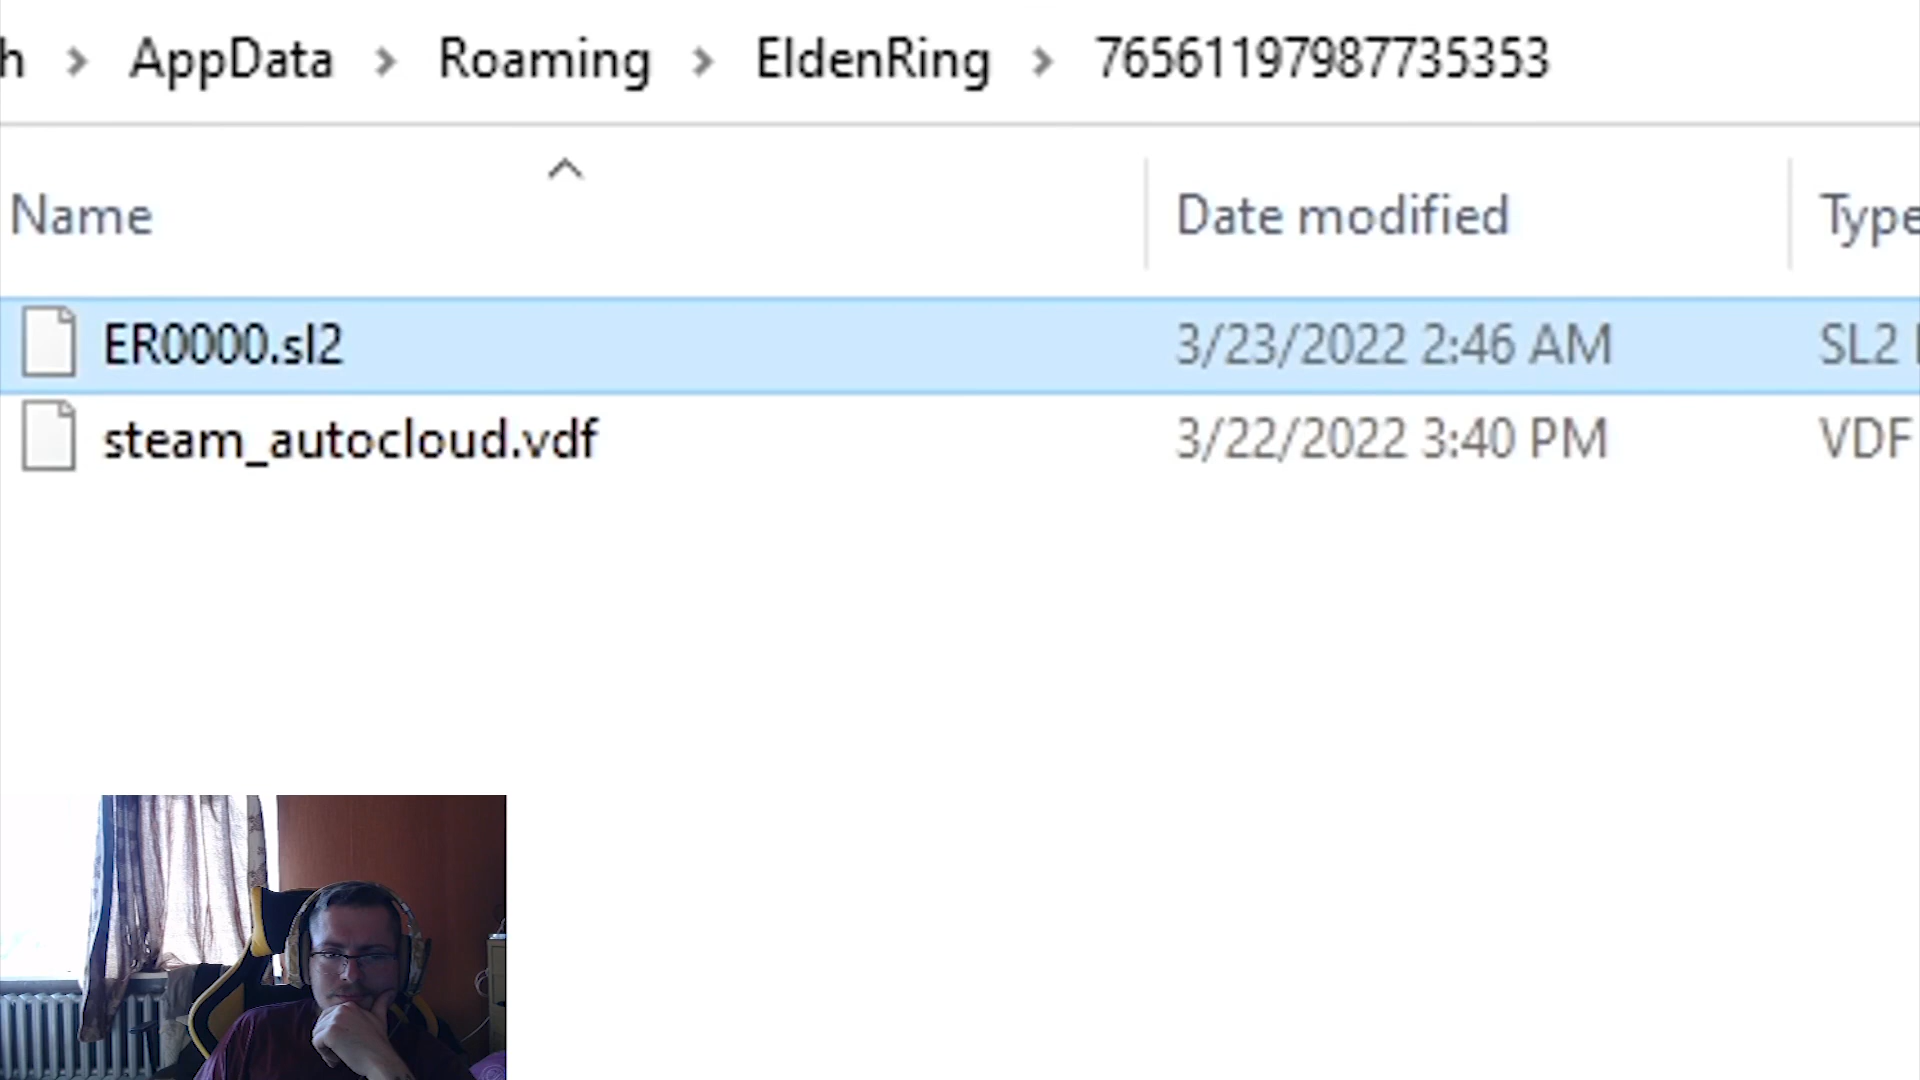 h > AppData > Roaming > EldenRing > 76561197987735353
Name Date modified Type
ER0000.sl2 3/23/2022 2:46 AM SL2
steam_autocloud.vdf 3/22/2022 3:40 PM VDF